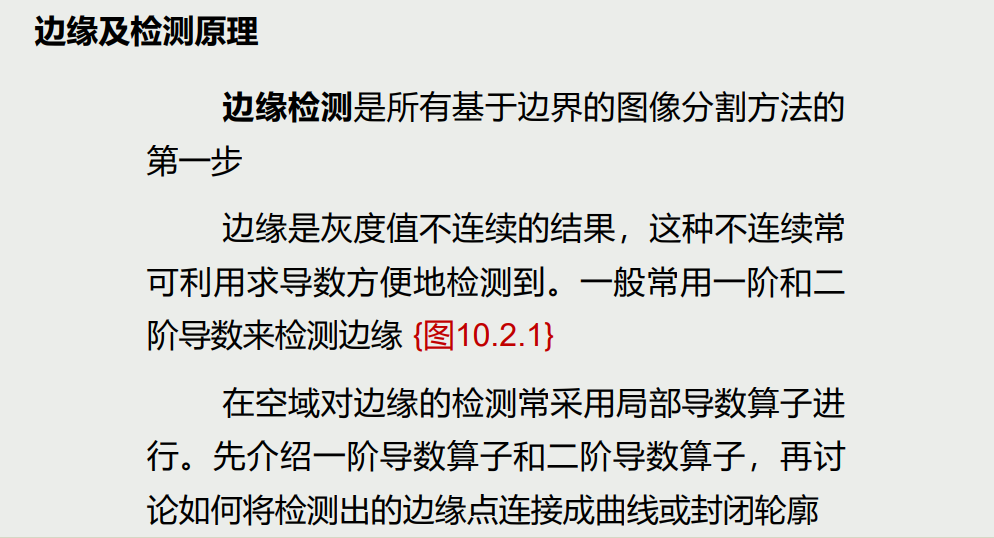 边缘及检测原理
边缘检测是所有基于边界的图像分割方法的
第一步
边缘是灰度值不连续的结果，这种不连续常
可利用求导数方便地检测到。一般常用一阶和二
阶导数来检测边缘 {图10.2.1}
在空域对边缘的检测常采用局部导数算子进
行。先介绍一阶导数算子和二阶导数算子，再讨
论如何将检测出的边缘点连接成曲线或封闭轮廓